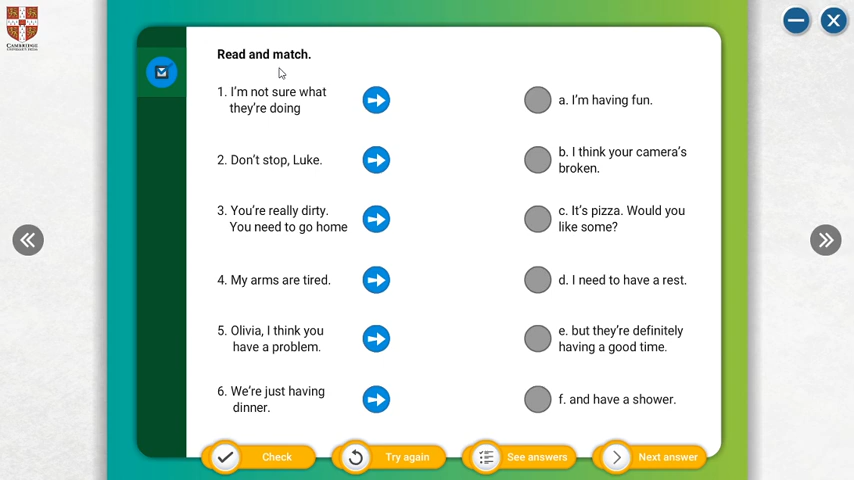 CAMBRIDGE
Read and match.
1. I'm not sure what
they're doing
a. I'm having fun.
2. Don't stop, Luke.
b. I think your camera's
broken.
3. You're really dirty.
You need to go home
c. It's pizza. Would you
like some?
4. My arms are tired.
d. I need to have a rest.
5. Olivia, I think you
have a problem.
e. but they're definitely
having a good time.
6. We're just having
dinner.
f. and have a shower.
Check
Try again
See answers
Next answer